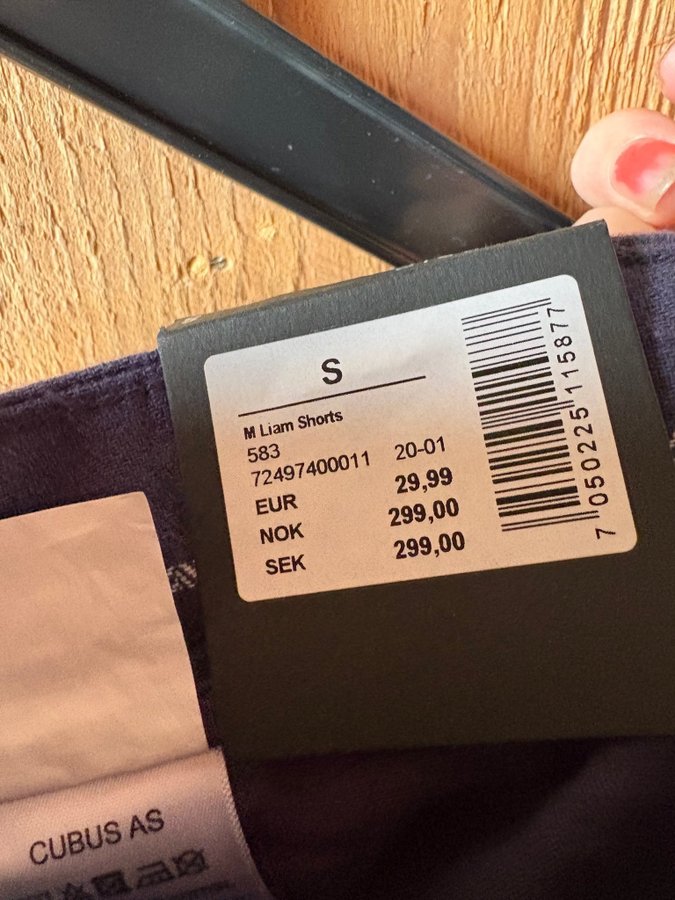 S
M Liam Shorts
583
72497400011 20-01
EUR 29,99
NOK 299,00
SEK 299,00
7 050225 115877
CUBUS AS